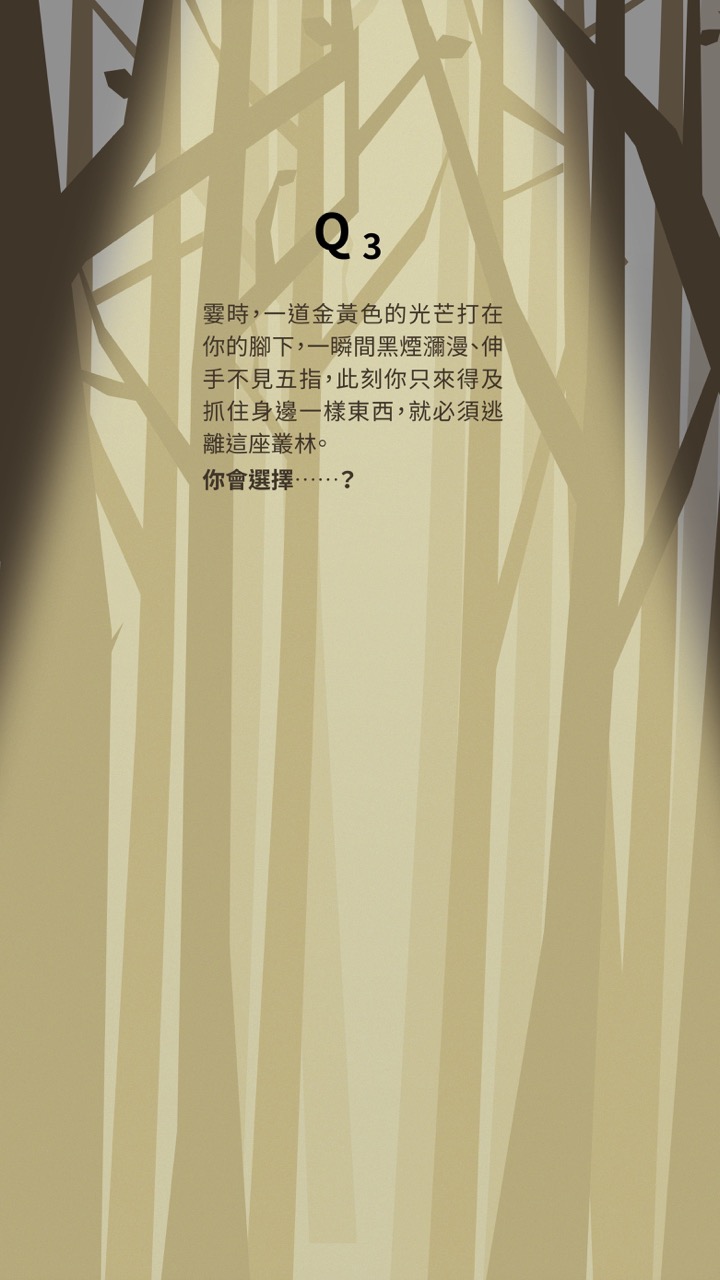 Q 3
霎時,一道金黃色的光芒打在
你的腳下,一瞬間黑煙瀰漫、伸
手不見五指,此刻你只來得及
抓住身邊一樣東西,就必須逃
離這座叢林。
你會選擇⋯⋯?